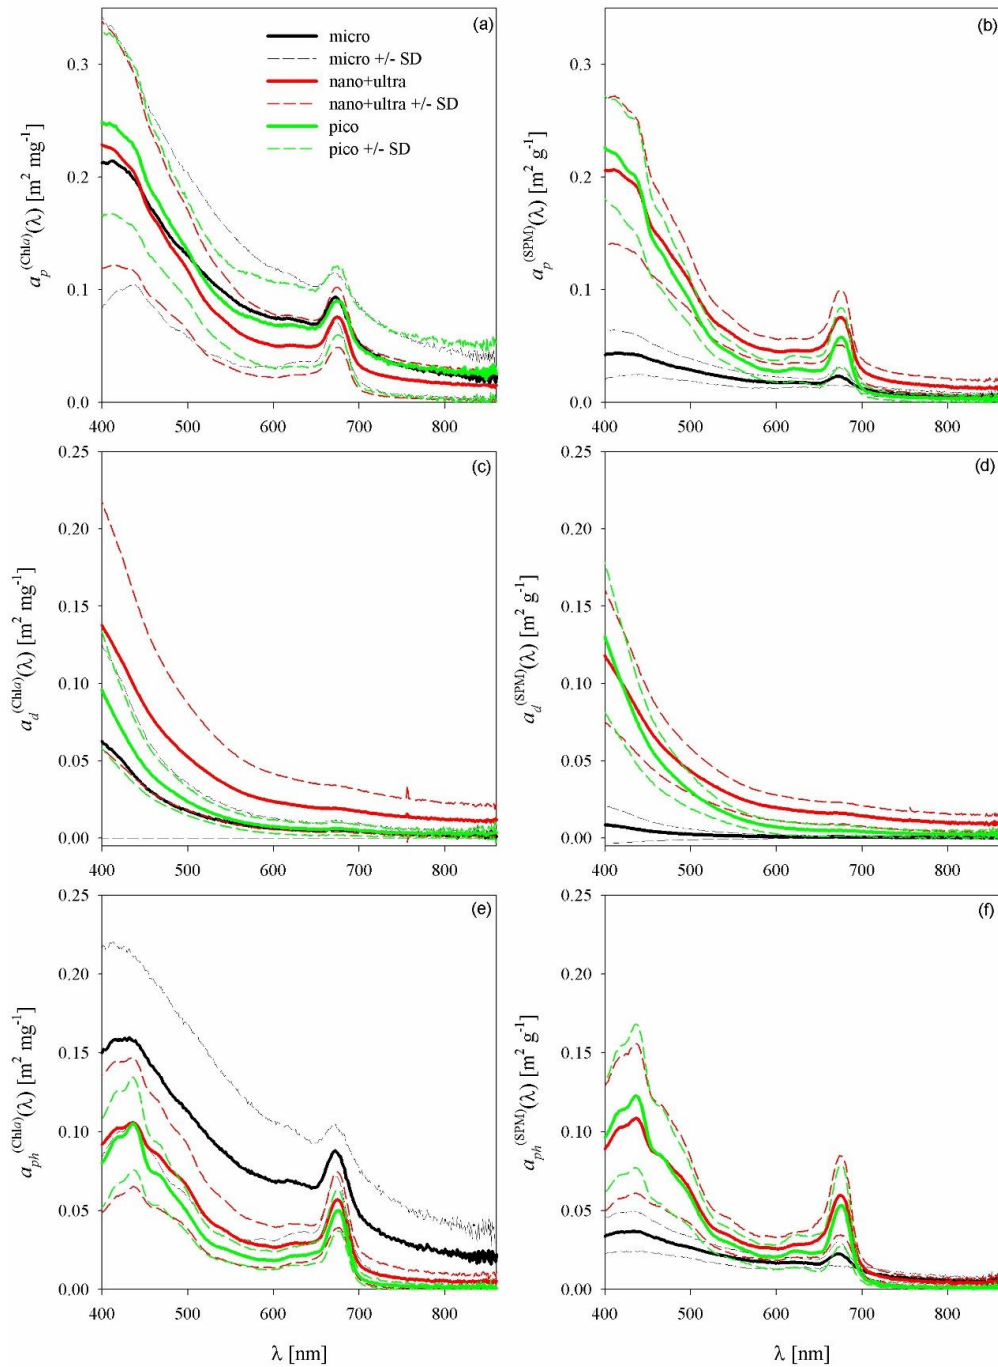 (a)
micro
micro +/- SD
nano+ultra
nano+ultra +/- SD
pico
pico +/- SD
0.3
0.2
0.1
0.0
400 500 600 700 800
a_p^(Chla)(λ) [m² mg⁻¹]
(b)
0.3
0.2
0.1
0.0
400 500 600 700 800
a_p^(SPM)(λ) [m² g⁻¹]
(c)
0.25
0.20
0.15
0.10
0.05
0.00
400 500 600 700 800
a_d^(Chla)(λ) [m² mg⁻¹]
(d)
0.25
0.20
0.15
0.10
0.05
0.00
400 500 600 700 800
a_d^(SPM)(λ) [m² g⁻¹]
(e)
0.25
0.20
0.15
0.10
0.05
0.00
400 500 600 700 800
a_ph^(Chla)(λ) [m² mg⁻¹]
λ [nm]
(f)
0.25
0.20
0.15
0.10
0.05
0.00
400 500 600 700 800
a_ph^(SPM)(λ) [m² g⁻¹]
λ [nm]